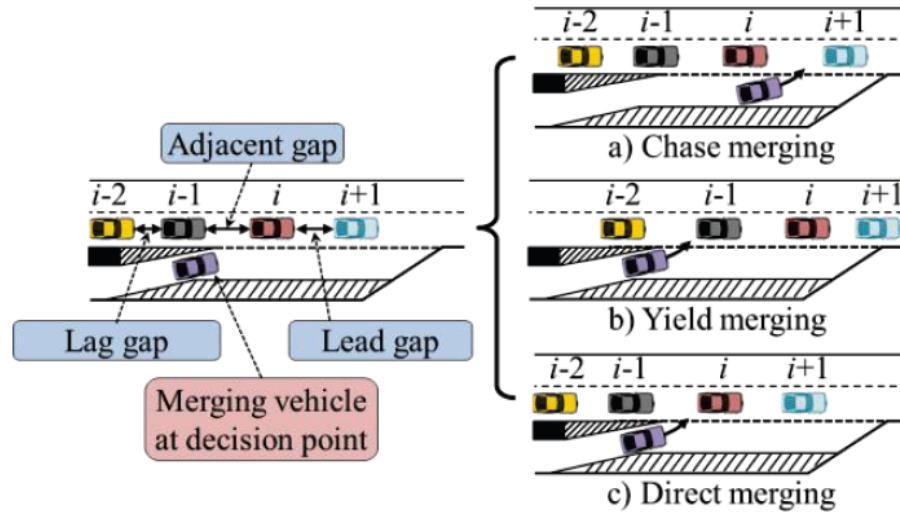 Adjacent gap
i-2 i-1 i i+1
Lag gap
Lead gap
Merging vehicle
at decision point
i-2 i-1 i i+1
a) Chase merging
i-2 i-1 i i+1
b) Yield merging
i-2 i-1 i i+1
c) Direct merging